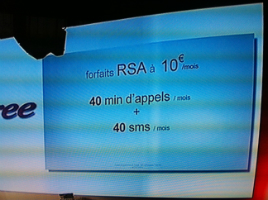 forfaits RSA à 10€/mois
ree
40 min d'appels / mois
+
40 sms / mois